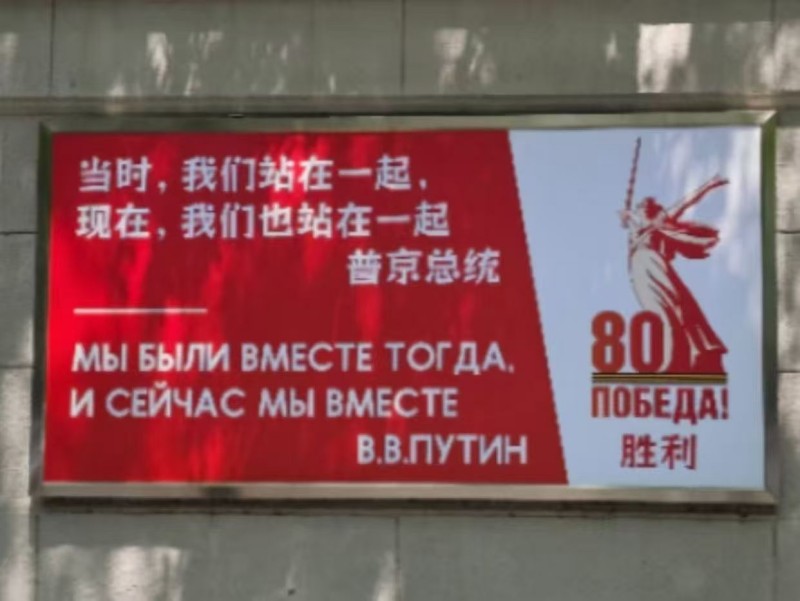 当时，我们站在一起，
现在，我们也站在一起
普京总统
МЫ БЫЛИ ВМЕСТЕ ТОГДА,
И СЕЙЧАС МЫ ВМЕСТЕ
В.В.ПУТИН
80
ПОБЕДА!
胜利